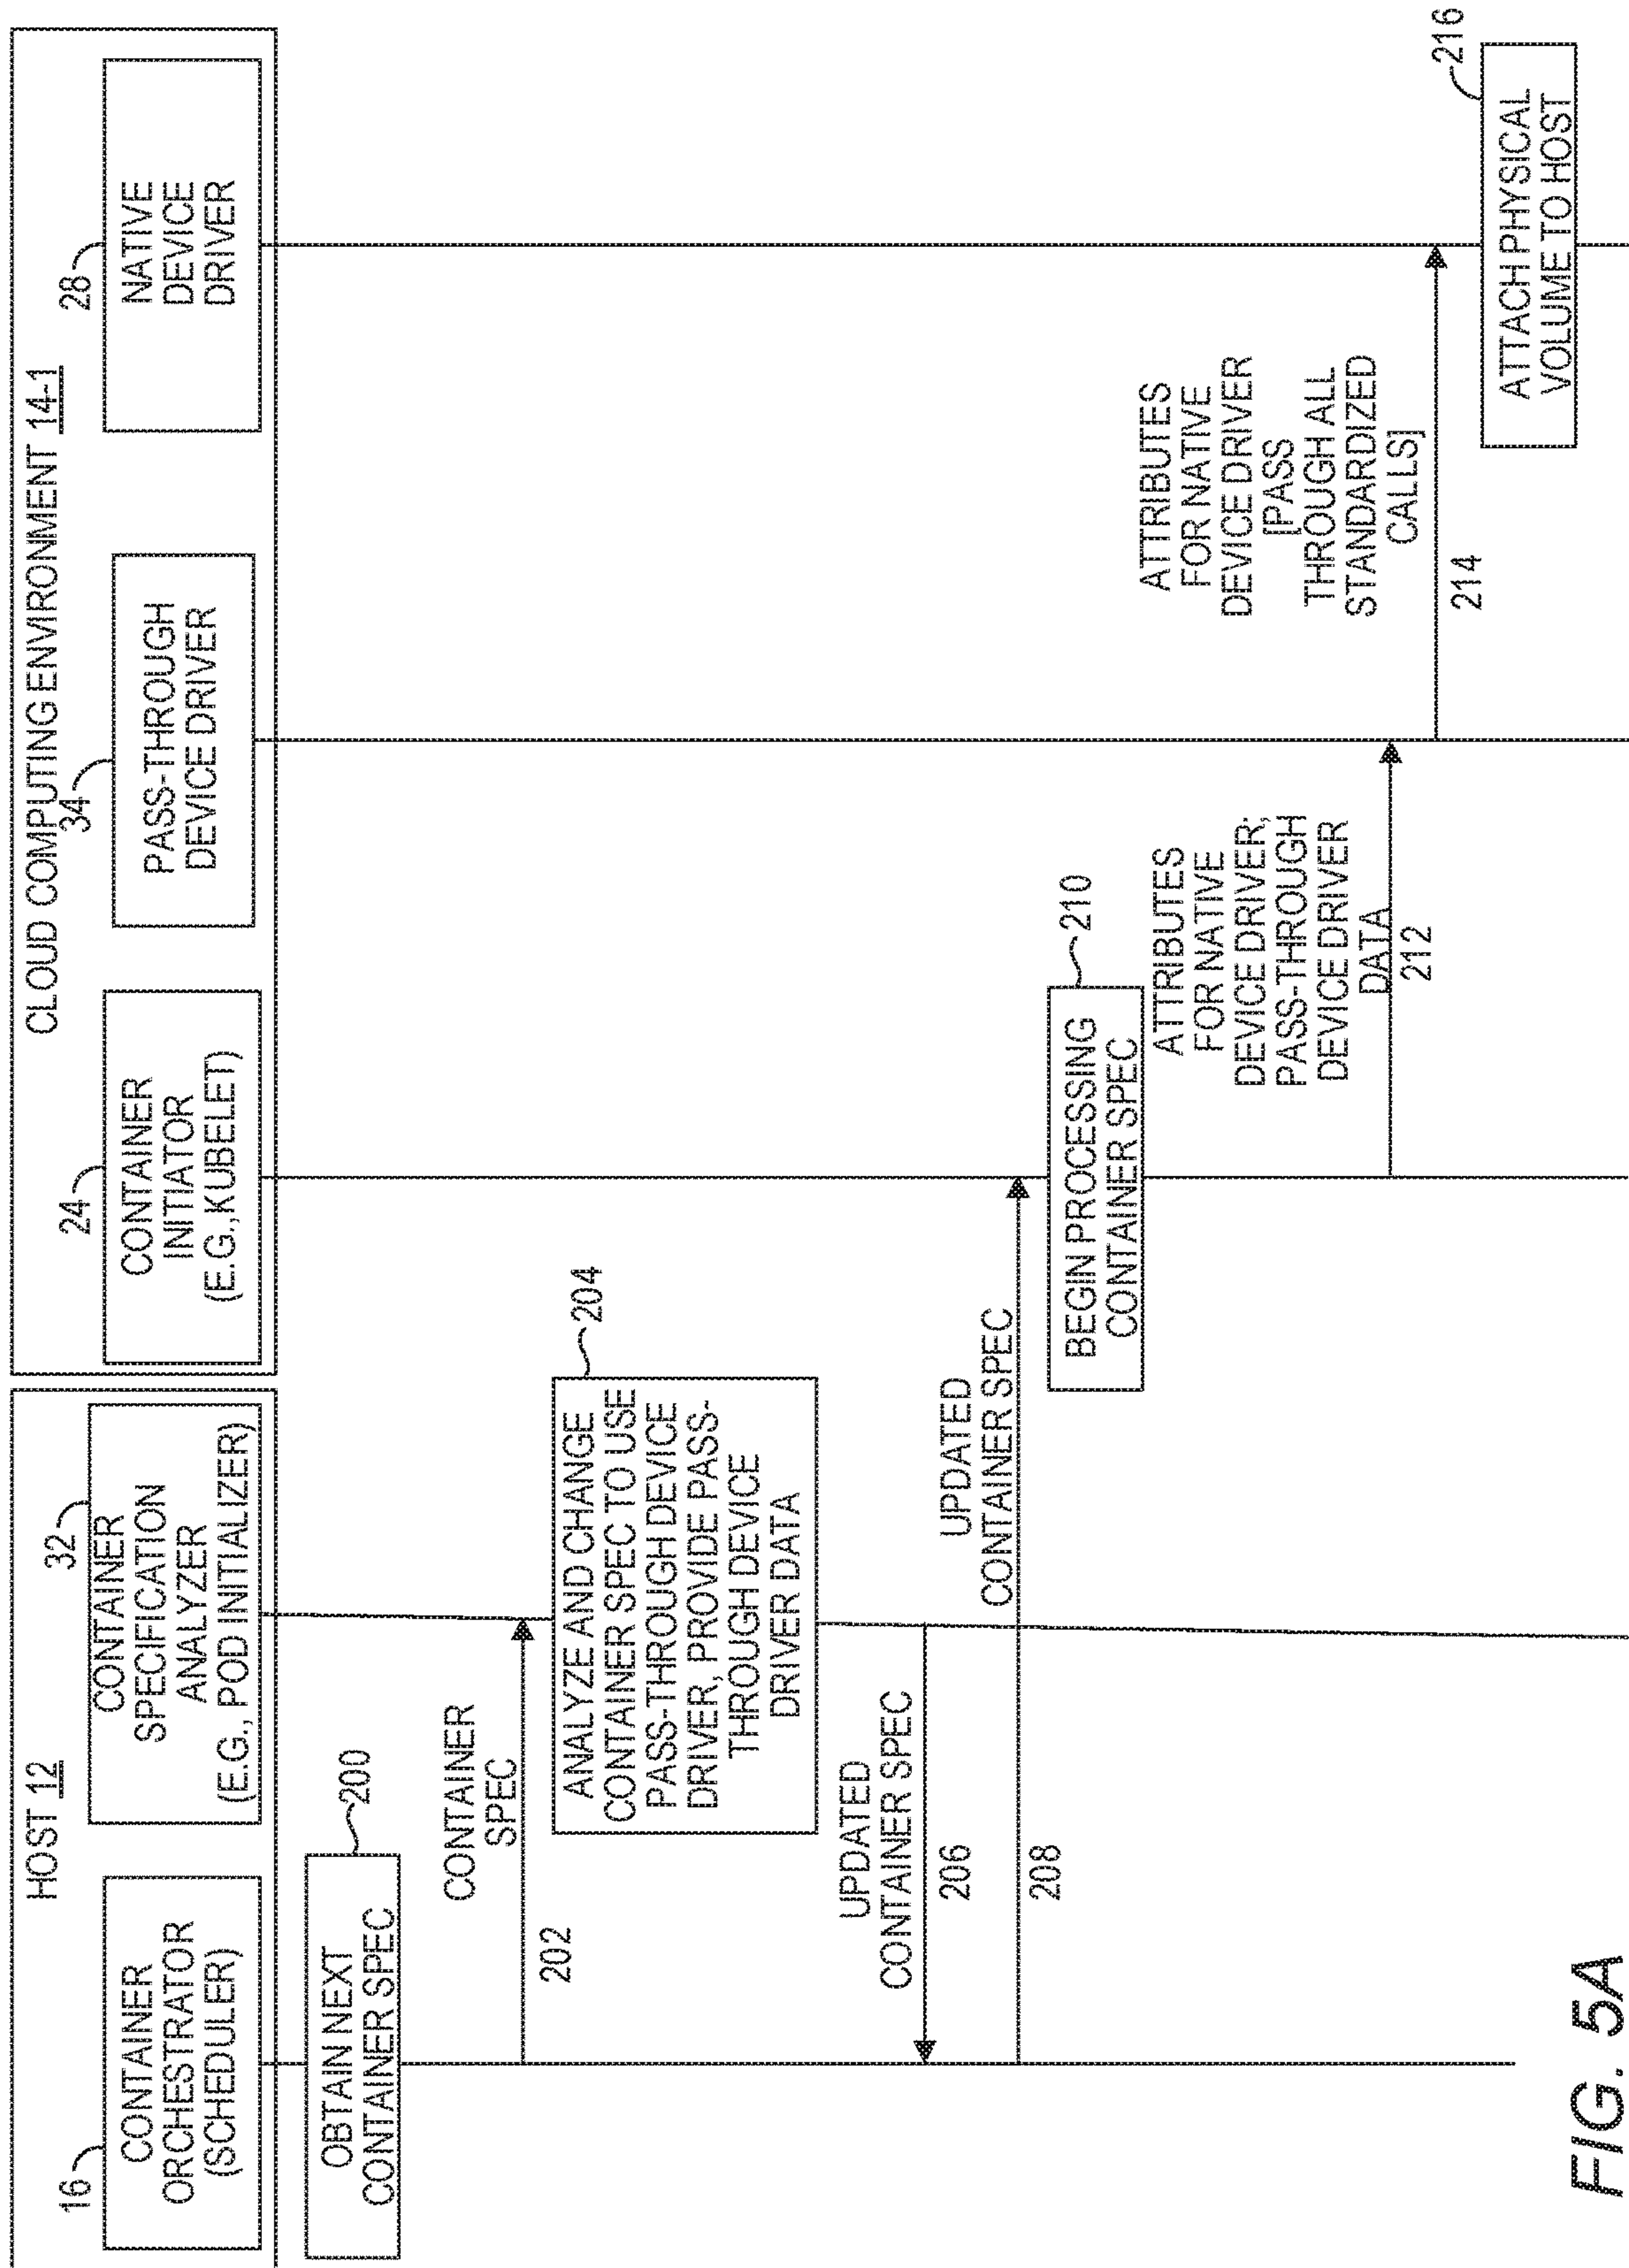 HOST 12
16
CONTAINER
ORCHESTRATOR
(SCHEDULER)
32
CONTAINER
SPECIFICATION
ANALYZER
(E.G., POD INITIALIZER)
CLOUD COMPUTING ENVIRONMENT 14-1
24
CONTAINER
INITIATOR
(E.G.,KUBELET)
34
PASS-THROUGH
DEVICE DRIVER
28
NATIVE
DEVICE
DRIVER
200
OBTAIN NEXT
CONTAINER SPEC
CONTAINER
SPEC
202
204
ANALYZE AND CHANGE
CONTAINER SPEC TO USE
PASS-THROUGH DEVICE
DRIVER, PROVIDE PASS-
THROUGH DEVICE
DRIVER DATA
UPDATED
CONTAINER SPEC
206
UPDATED
CONTAINER SPEC
208
210
BEGIN PROCESSING
CONTAINER SPEC
ATTRIBUTES
FOR NATIVE
DEVICE DRIVER;
PASS-THROUGH
DEVICE DRIVER
DATA
212
ATTRIBUTES
FOR NATIVE
DEVICE DRIVER
[PASS
THROUGH ALL
STANDARDIZED
CALLS]
214
216
ATTACH PHYSICAL
VOLUME TO HOST
FIG. 5A